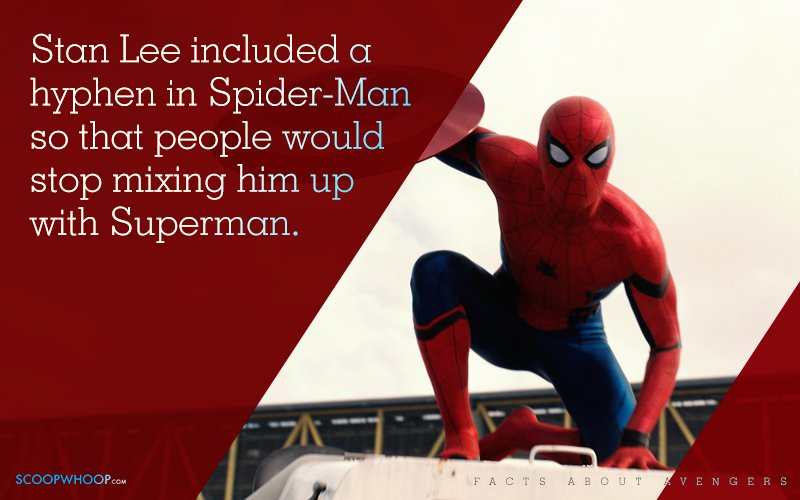 Stan Lee included a
hyphen in Spider-Man
so that people would
stop mixing him up
with Superman.
SCOOPWHOOP.COM
FACTS ABOUT AVENGERS